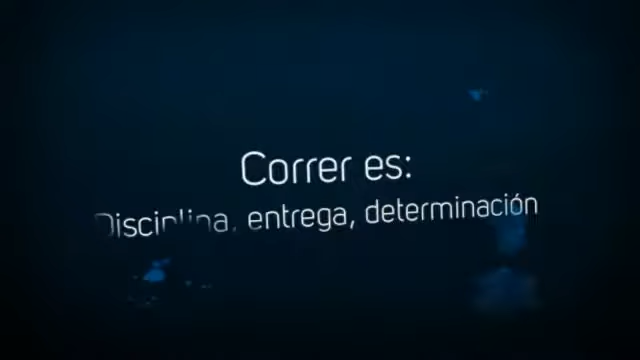 Correr es:
Disciplina, entrega, determinación